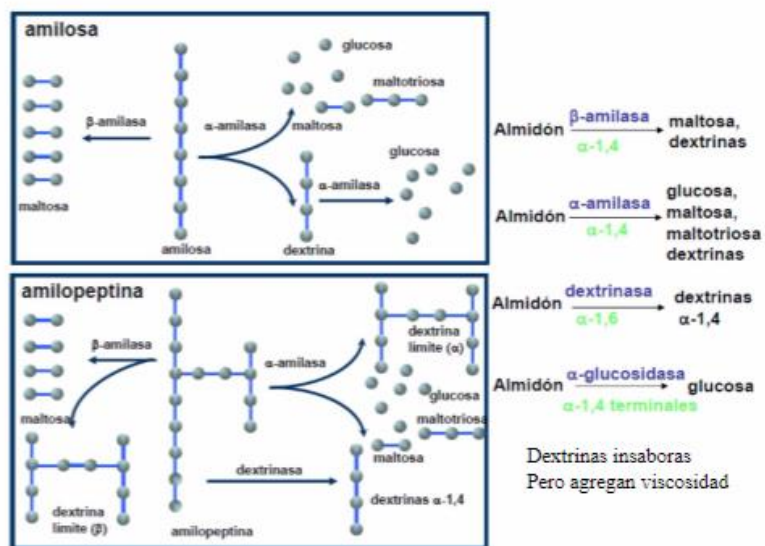 amilosa
glucosa
maltotriosa
β-amilasa
α-amilasa
maltosa
glucosa
α-amilasa
maltosa
amilosa
dextrina
amilopeptina
β-amilasa
α-amilasa
dextrina
limite (α)
glucosa
maltotriosa
maltosa
maltosa
dextrinasa
dextrina
limite (β)
amilopeptina
dextrinas α-1,4
Almidón β-amilasa maltosa,
α-1,4 dextrinas
glucosa,
Almidón α-amilasa maltosa,
α-1,4 maltotriosa
dextrinas
Almidón dextrinasa dextrinas
α-1,6 α-1,4
Almidón α-glucosidasa glucosa
α-1,4 terminales
Dextrinas insaboras
Pero agregan viscosidad